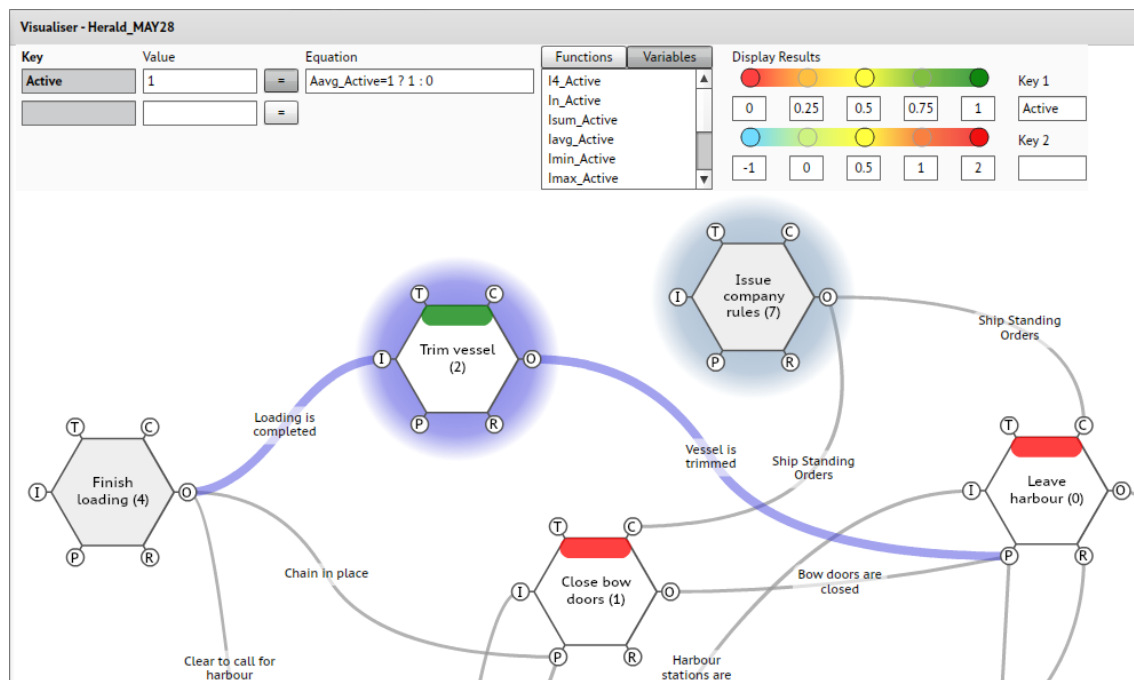 Visualiser - Herald_MAY28
Key Value Equation Functions Variables Display Results
Active 1 = Aavg_Active=1 ? 1 : 0
=
I4_Active
In_Active
Isum_Active
Iavg_Active
Imin_Active
Imax_Active
Key 1
0 0.25 0.5 0.75 1 Active
Key 2
-1 0 0.5 1 2
T C
Issue
company
rules (7)
I O
P R
Ship Standing
Orders
T C
Trim vessel
(2)
I O
P R
Loading is
completed
Vessel is
trimmed
Ship Standing
Orders
T C
Finish
loading (4)
I O
P R
T C
Leave
harbour (0)
I O
P R
Chain in place
T C
Close bow
doors (1)
I O
P R
Bow doors are
closed
Clear to call for
harbour
Harbour
stations are